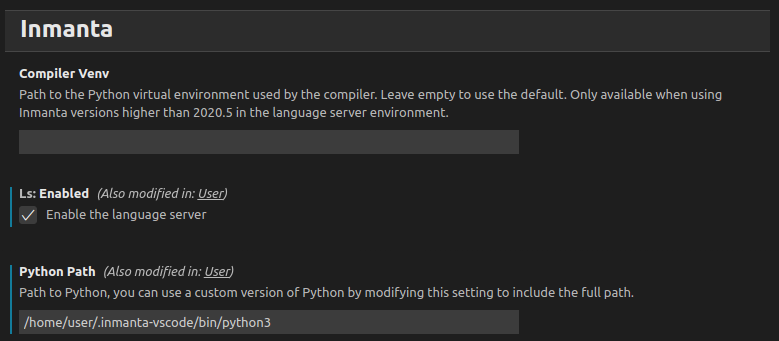 Inmanta
Compiler Venv
Path to the Python virtual environment used by the compiler. Leave empty to use the default. Only available when using
Inmanta versions higher than 2020.5 in the language server environment.
Ls: Enabled (Also modified in: User)
Enable the language server
Python Path (Also modified in: User)
Path to Python, you can use a custom version of Python by modifying this setting to include the full path.
/home/user/.inmanta-vscode/bin/python3